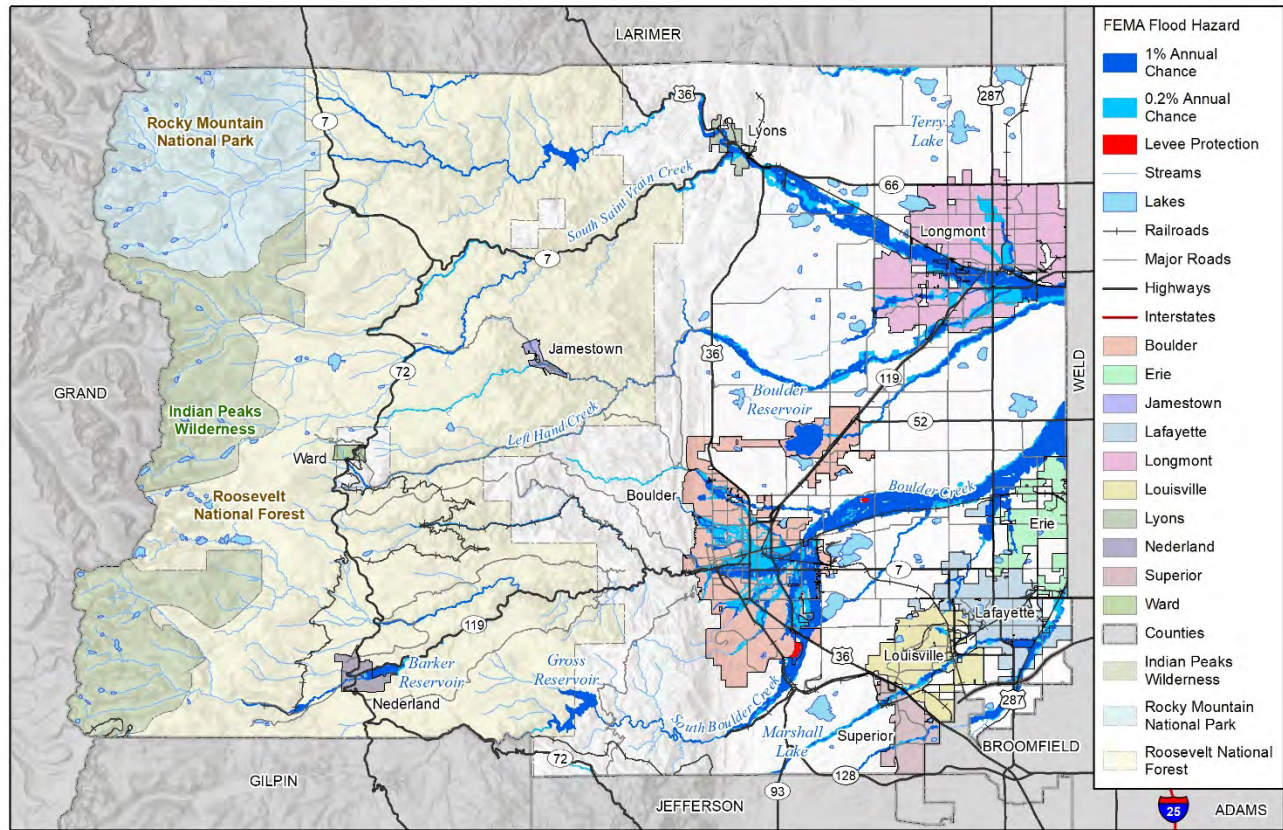 LARIMER
Rocky Mountain
National Park
7
36
Lyons
287
Terry
Lake
66
South Saint Vrain Creek
7
Longmont
Jamestown
72
36
119
WELD
GRAND
Indian Peaks
Wilderness
Boulder
Reservoir
52
Left Hand Creek
Ward
Boulder
Boulder Creek
Roosevelt
National Forest
Erie
7
Lafayette
119
36
Louisville
Barker
Reservoir
Gross
Reservoir
Nederland
South Boulder Creek
Marshall
Lake
Superior
287
BROOMFIELD
72
GILPIN
128
93
JEFFERSON
25
ADAMS
FEMA Flood Hazard
1% Annual
Chance
0.2% Annual
Chance
Levee Protection
Streams
Lakes
Railroads
Major Roads
Highways
Interstates
Boulder
Erie
Jamestown
Lafayette
Longmont
Louisville
Lyons
Nederland
Superior
Ward
Counties
Indian Peaks
Wilderness
Rocky Mountain
National Park
Roosevelt National
Forest